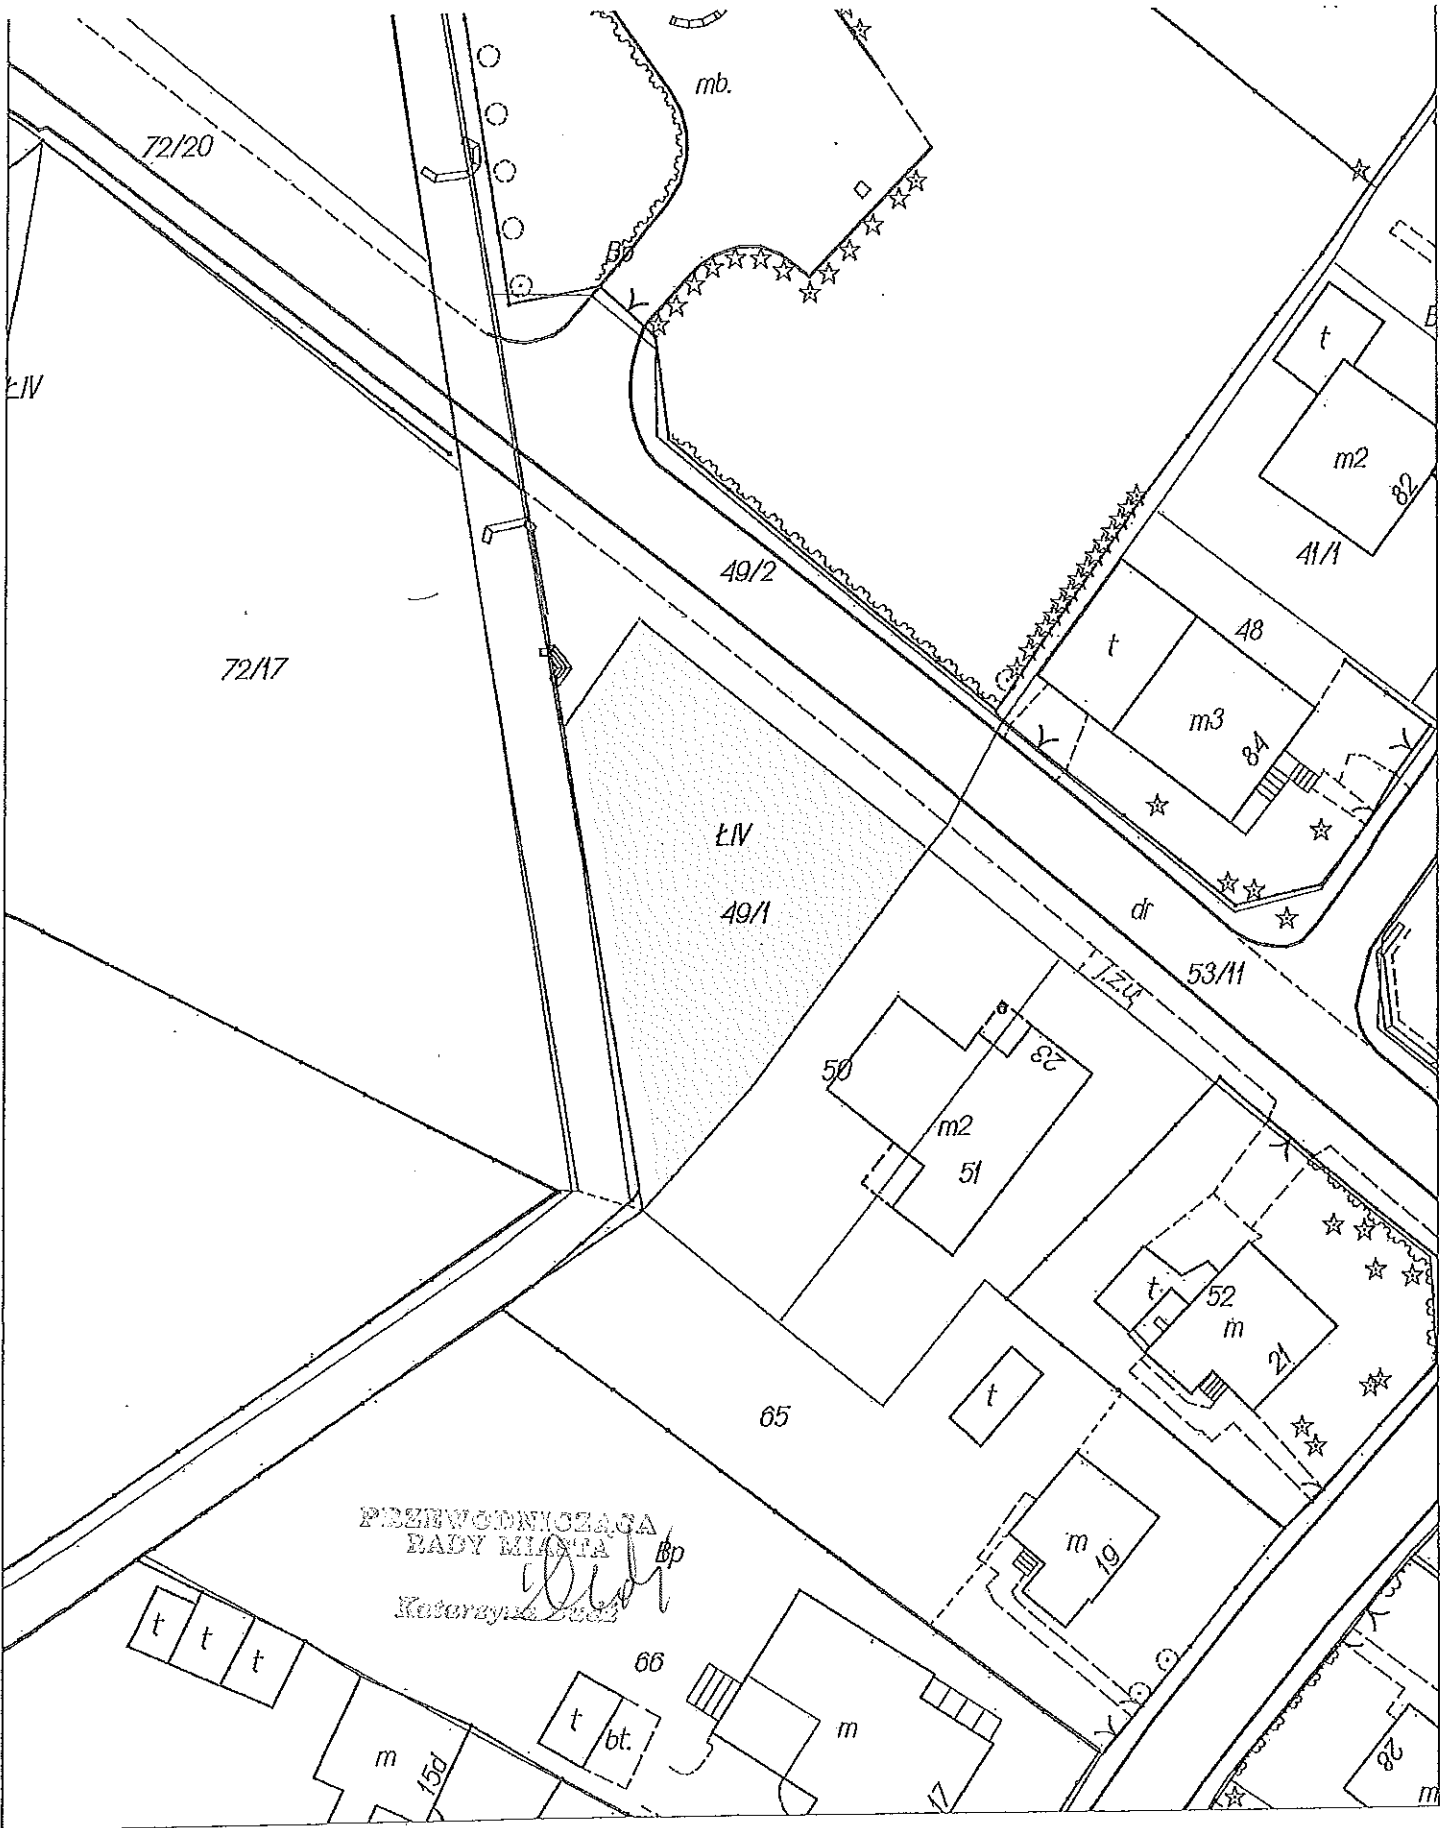 mb.
72/20
Bp
t
ŁIV
m2
82
41/1
49/2
48
t
72/17
m3
84
ŁIV
49/1
dr
53/11
j.z.u
50
23
m2
51
t
52
m
21
65
t
PRZEWODNICZĄCA
RADY MIASTA
Bp
m
19
Katarzyna
t
t
t
66
t
bt.
m
m
15d
17
28
m